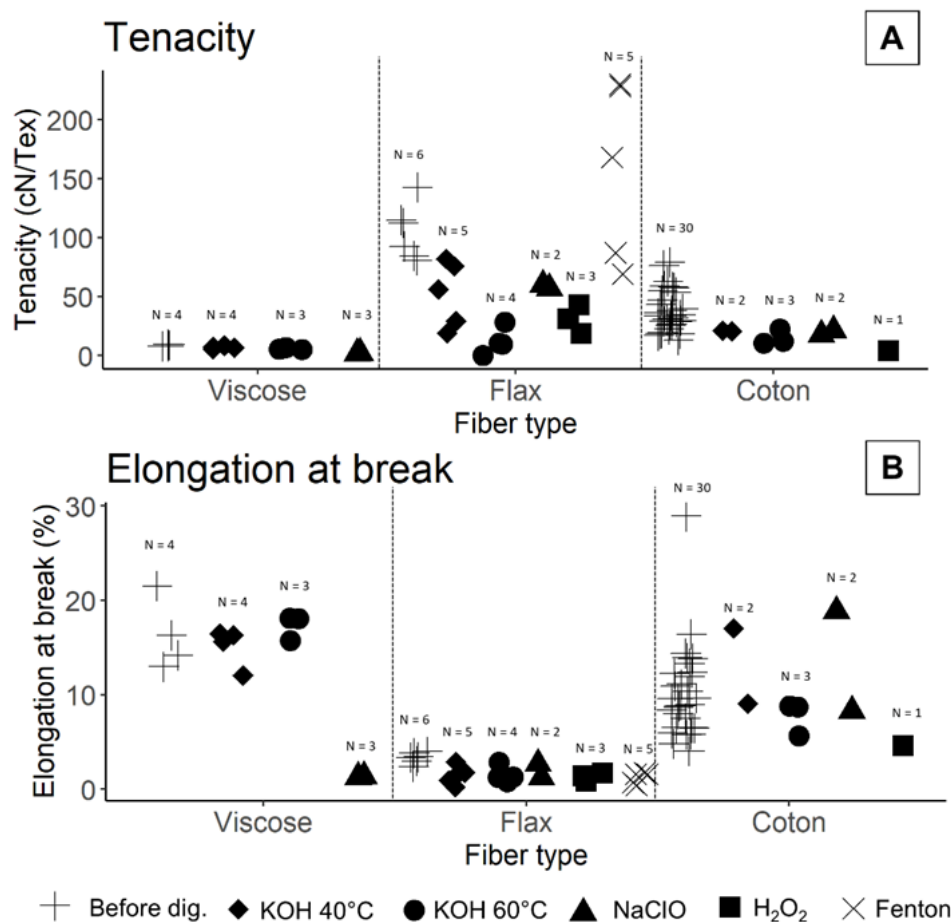 Tenacity
A
Tenacity (cN/Tex)
200
150
100
50
0
N = 4
N = 4
N = 3
N = 3
N = 6
N = 5
N = 4
N = 2
N = 3
N = 5
N = 30
N = 2
N = 3
N = 2
N = 1
Viscose Flax Coton
Fiber type
Elongation at break
B
Elongation at break (%)
30
20
10
0
N = 4
N = 4
N = 3
N = 3
N = 6
N = 5
N = 4
N = 2
N = 3
N = 5
N = 30
N = 2
N = 3
N = 2
N = 1
Viscose Flax Coton
Fiber type
Before dig. KOH 40°C KOH 60°C NaClO H₂O₂ Fenton